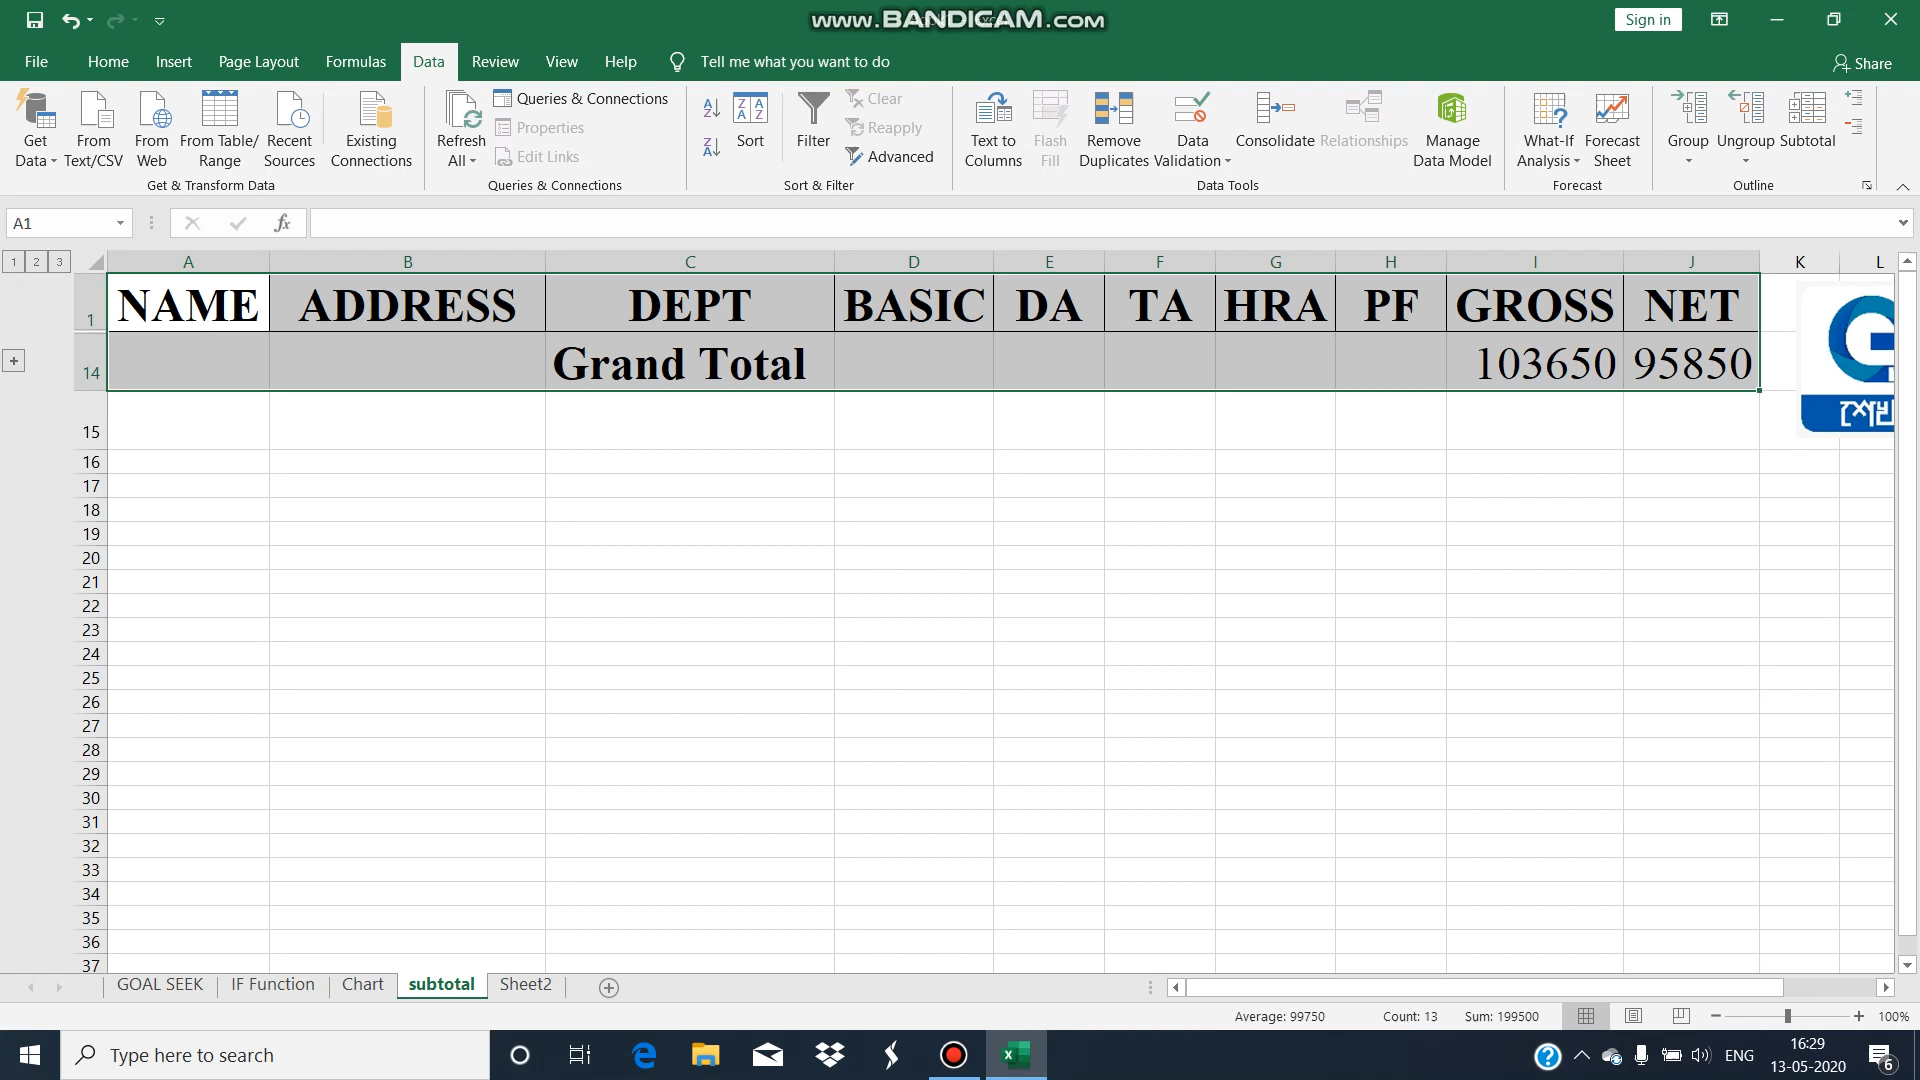 www.BANDICAM.com
Sign in
File Home Insert Page Layout Formulas Data Review View Help Tell me what you want to do Share
Get Data From Text/CSV From Web From Table/ Range Recent Sources Existing Connections
Get & Transform Data
Refresh All Queries & Connections Properties Edit Links
Queries & Connections
Sort Filter Clear Reapply Advanced
Sort & Filter
Text to Columns Flash Fill Remove Duplicates Data Validation Consolidate Relationships Manage Data Model
Data Tools
What-If Analysis Forecast Sheet
Forecast
Group Ungroup Subtotal
Outline
A1 fx
1 2 3 A B C D E F G H I J K L
1 NAME ADDRESS DEPT BASIC DA TA HRA PF GROSS NET
14 Grand Total 103650 95850
15
16
17
18
19
20
21
22
23
24
25
26
27
28
29
30
31
32
33
34
35
36
37
GOAL SEEK IF Function Chart subtotal Sheet2
Average: 99750 Count: 13 Sum: 199500 100%
Type here to search ENG 16:29
13-05-2020 6